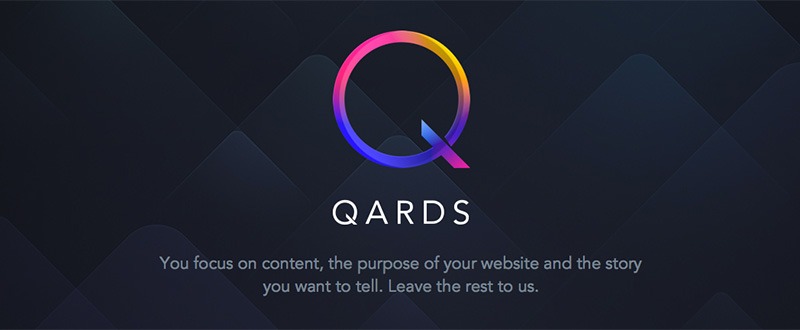 QARDS
You focus on content, the purpose of your website and the story
you want to tell. Leave the rest to us.